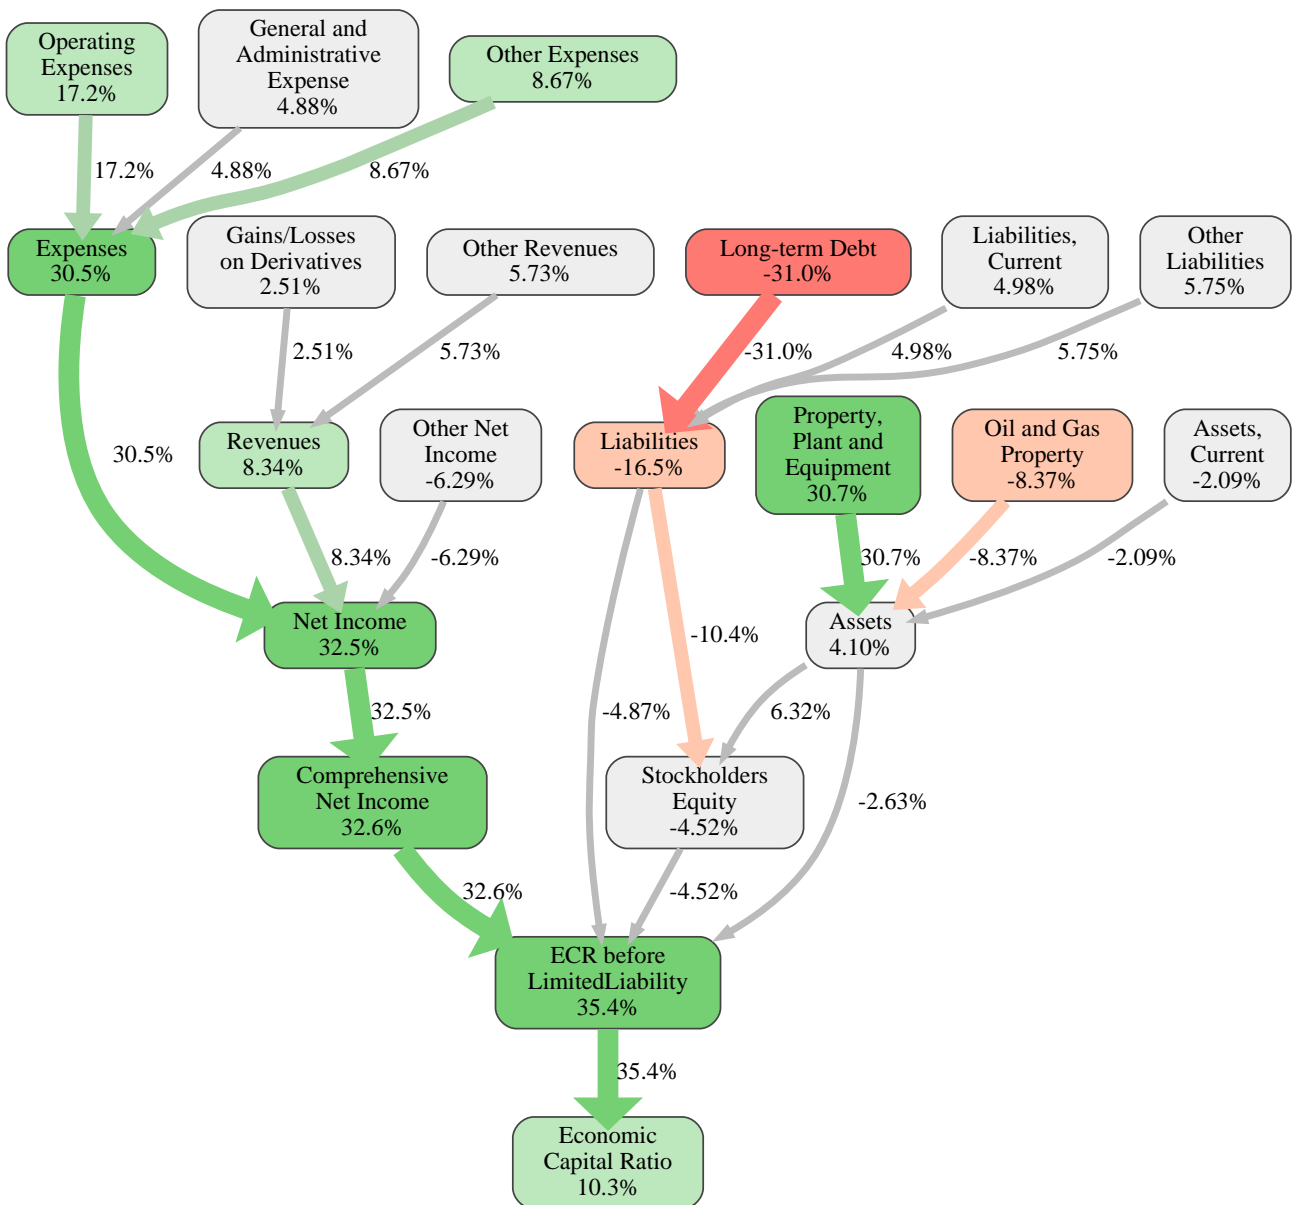 Operating
Expenses
17.2%
General and
Administrative
Expense
4.88%
Other Expenses
8.67%
17.2%
4.88%
8.67%
Expenses
30.5%
Gains/Losses
on Derivatives
2.51%
Other Revenues
5.73%
Long-term Debt
-31.0%
Liabilities,
Current
4.98%
Other
Liabilities
5.75%
2.51%
5.73%
-31.0%
4.98%
5.75%
30.5%
Revenues
8.34%
Other Net
Income
-6.29%
Liabilities
-16.5%
Property,
Plant and
Equipment
30.7%
Oil and Gas
Property
-8.37%
Assets,
Current
-2.09%
8.34%
-6.29%
30.7%
-8.37%
-2.09%
Net Income
32.5%
-10.4%
Assets
4.10%
32.5%
-4.87%
6.32%
Comprehensive
Net Income
32.6%
Stockholders
Equity
-4.52%
-2.63%
32.6%
-4.52%
ECR before
LimitedLiability
35.4%
35.4%
Economic
Capital Ratio
10.3%